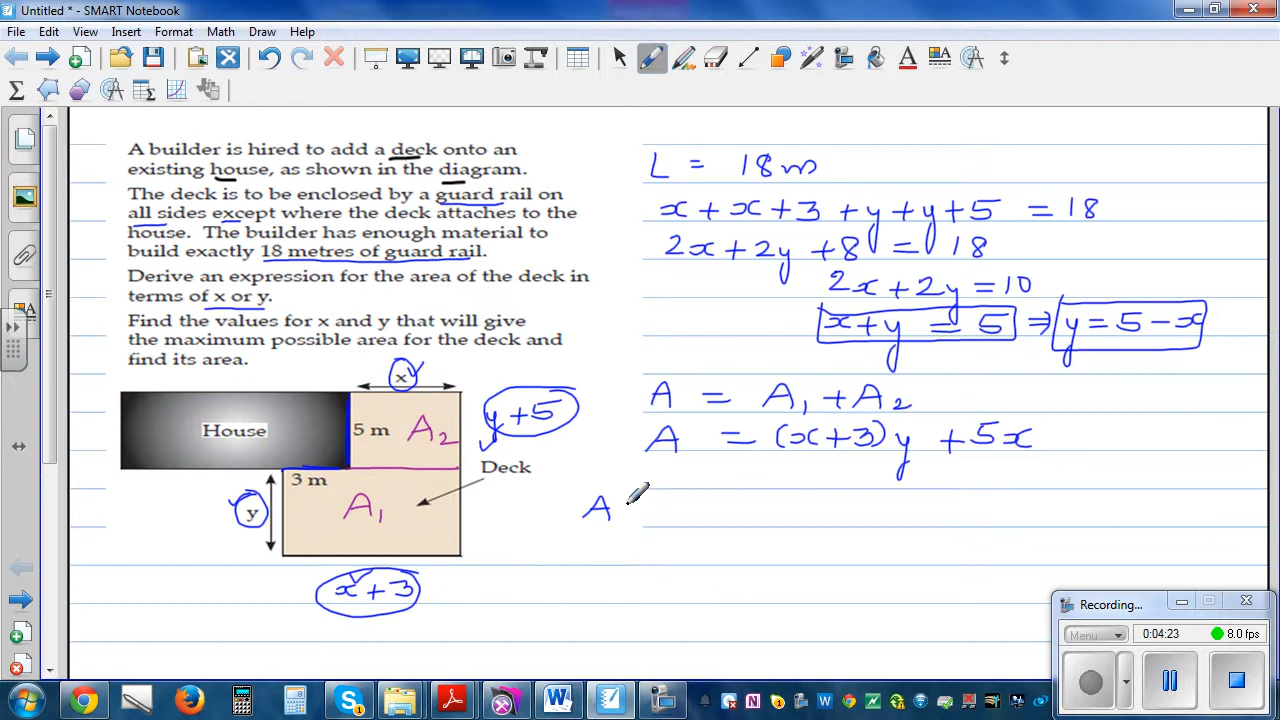 Untitled * - SMART Notebook
File Edit View Insert Format Math Draw Help
A builder is hired to add a deck onto an
existing house, as shown in the diagram.
The deck is to be enclosed by a guard rail on
all sides except where the deck attaches to the
house. The builder has enough material to
build exactly 18 metres of guard rail.
Derive an expression for the area of the deck in
terms of x or y.
Find the values for x and y that will give
the maximum possible area for the deck and
find its area.
x
y+5
House
5 m
A2
Deck
3 m
y
A1
x+3
L = 18m
x+x+3+y+y+5 = 18
2x+2y+8 = 18
2x+2y=10
x+y = 5 ⇒ y=5-x
A = A1+A2
A = (x+3)y +5x
A
Recording...
Menu
0:04:23
8.0 fps